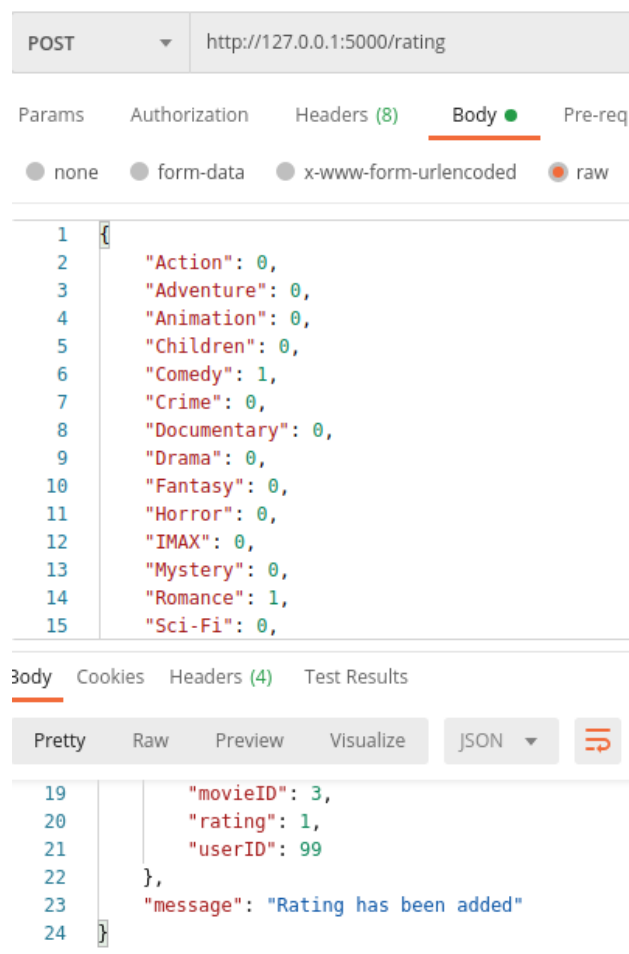 POST http://127.0.0.1:5000/rating
Params Authorization Headers (8) Body Pre-req
none form-data x-www-form-urlencoded raw
1 {
2 "Action": 0,
3 "Adventure": 0,
4 "Animation": 0,
5 "Children": 0,
6 "Comedy": 1,
7 "Crime": 0,
8 "Documentary": 0,
9 "Drama": 0,
10 "Fantasy": 0,
11 "Horror": 0,
12 "IMAX": 0,
13 "Mystery": 0,
14 "Romance": 1,
15 "Sci-Fi": 0,
Body Cookies Headers (4) Test Results
Pretty Raw Preview Visualize JSON
19 "movieID": 3,
20 "rating": 1,
21 "userID": 99
22 },
23 "message": "Rating has been added"
24 }